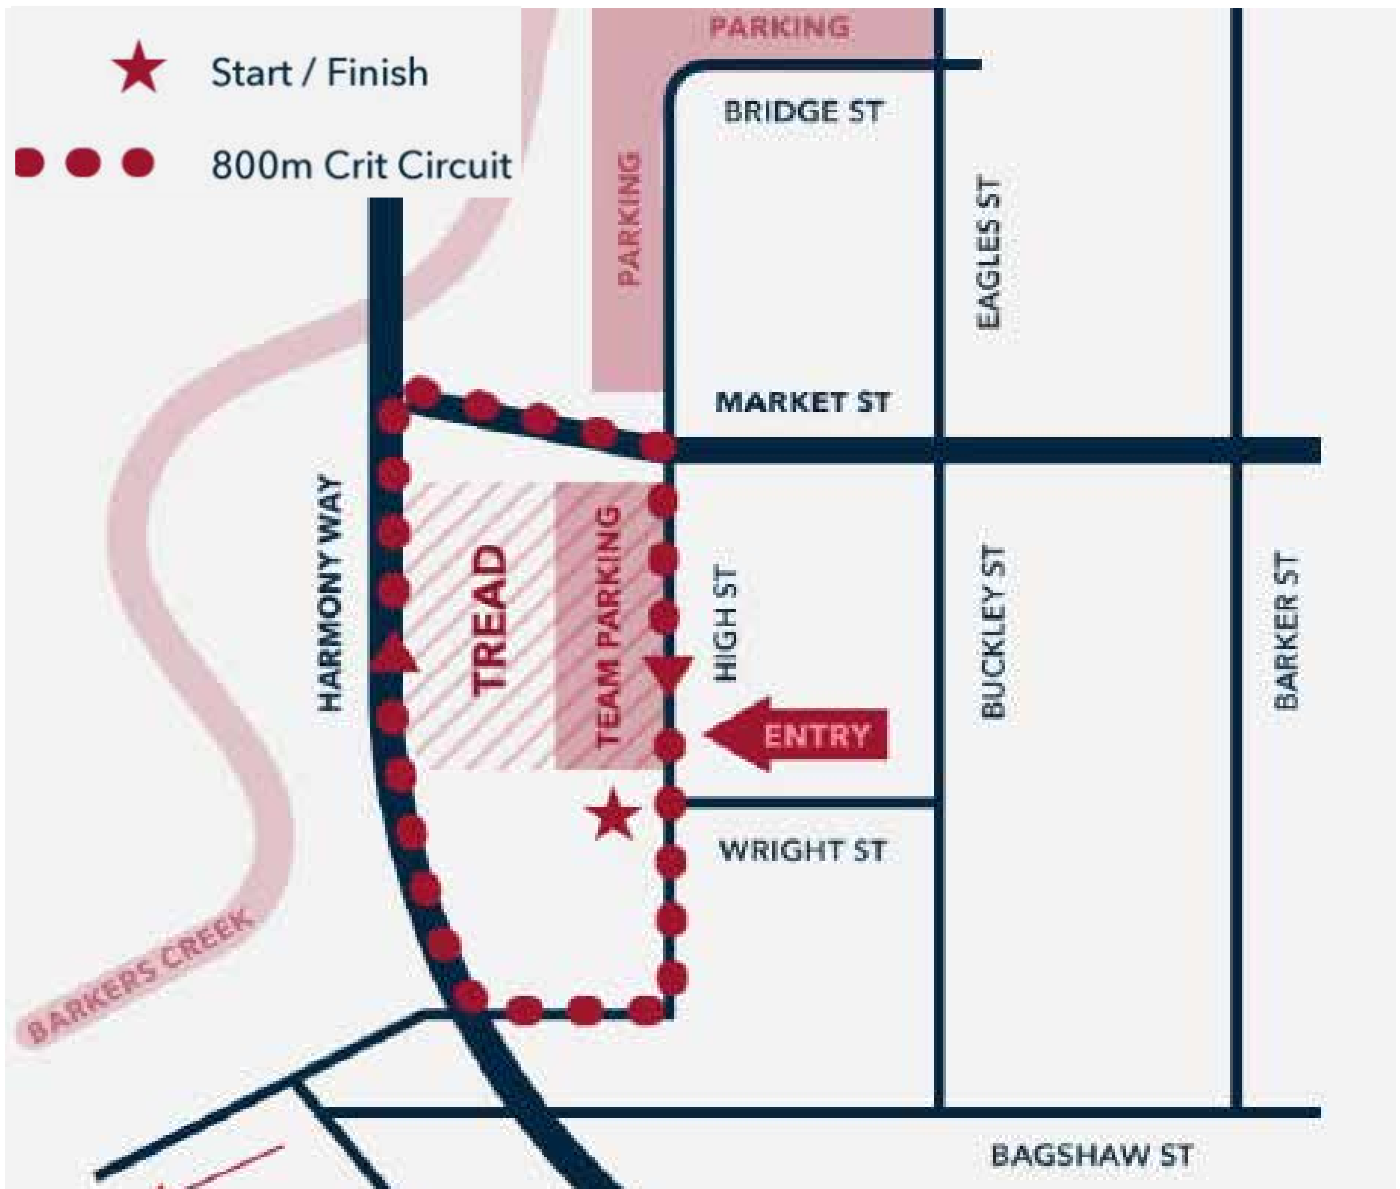 Start / Finish
800m Crit Circuit
PARKING
BRIDGE ST
PARKING
EAGLES ST
MARKET ST
HARMONY WAY
TREAD
TEAM PARKING
HIGH ST
BUCKLEY ST
BARKER ST
ENTRY
WRIGHT ST
BARKERS CREEK
BAGSHAW ST